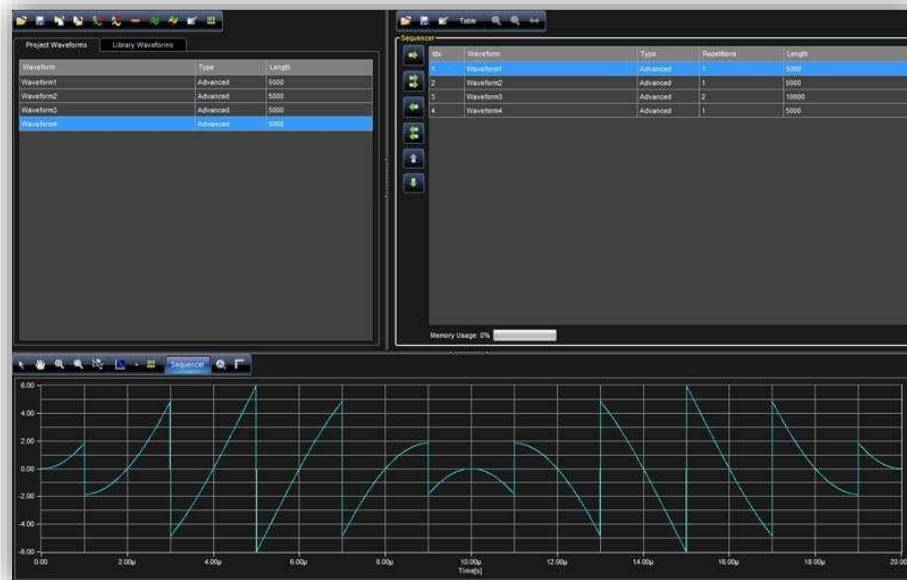 Table
Project Waveforms
Library Waveforms
Waveform Type Length
Waveform1 Advanced 5000
Waveform2 Advanced 5000
Waveform3 Advanced 5000
Waveform4 Advanced 5000
Sequencer
Idx Waveform Type Repetitions Length
1 Waveform1 Advanced 1 5000
2 Waveform2 Advanced 1 5000
3 Waveform3 Advanced 2 10000
4 Waveform4 Advanced 1 5000
Memory Usage: 0%
Sequencer
6.00
4.00
2.00
0.00
-2.00
-4.00
-6.00
0.00 2.00µ 4.00µ 6.00µ 8.00µ 10.00µ 12.00µ 14.00µ 16.00µ 18.00µ 20.00
Time[s]